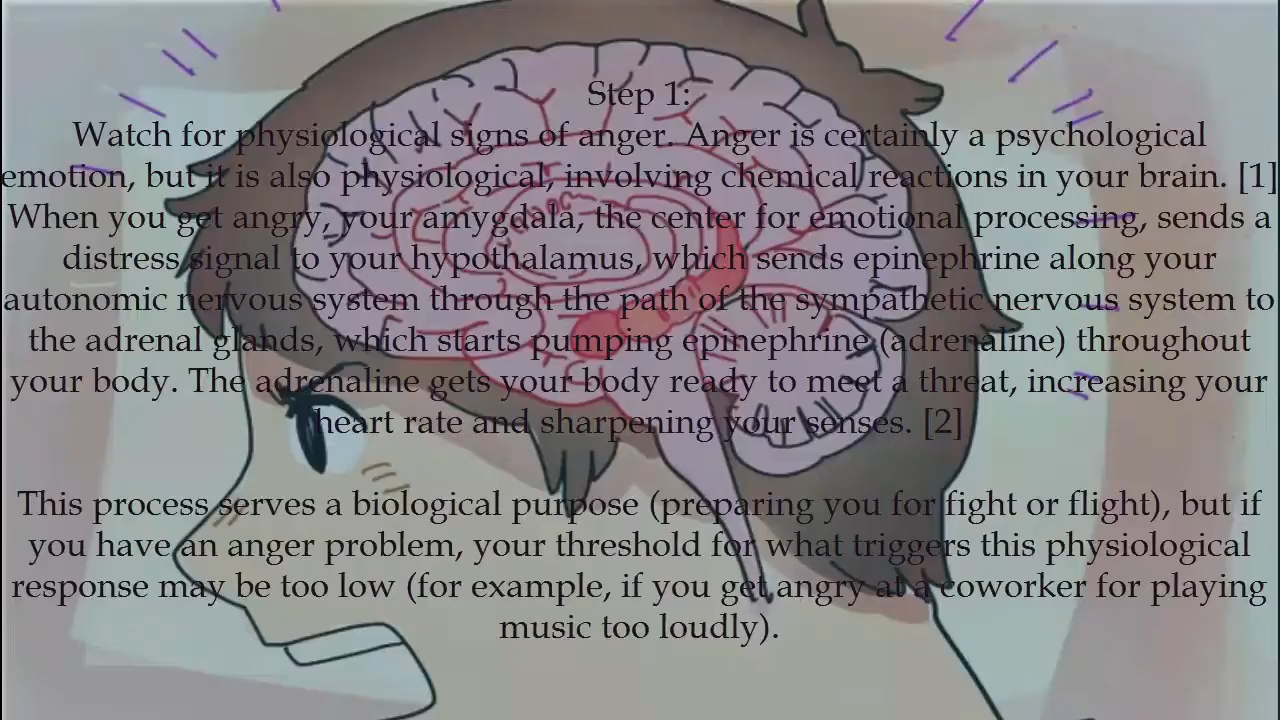 Step 1:
Watch for physiological signs of anger. Anger is certainly a psychological
emotion, but it is also physiological, involving chemical reactions in your brain. [1]
When you get angry, your amygdala, the center for emotional processing, sends a
distress signal to your hypothalamus, which sends epinephrine along your
autonomic nervous system through the path of the sympathetic nervous system to
the adrenal glands, which starts pumping epinephrine (adrenaline) throughout
your body. The adrenaline gets your body ready to meet a threat, increasing your
heart rate and sharpening your senses. [2]
This process serves a biological purpose (preparing you for fight or flight), but if
you have an anger problem, your threshold for what triggers this physiological
response may be too low (for example, if you get angry at a coworker for playing
music too loudly).